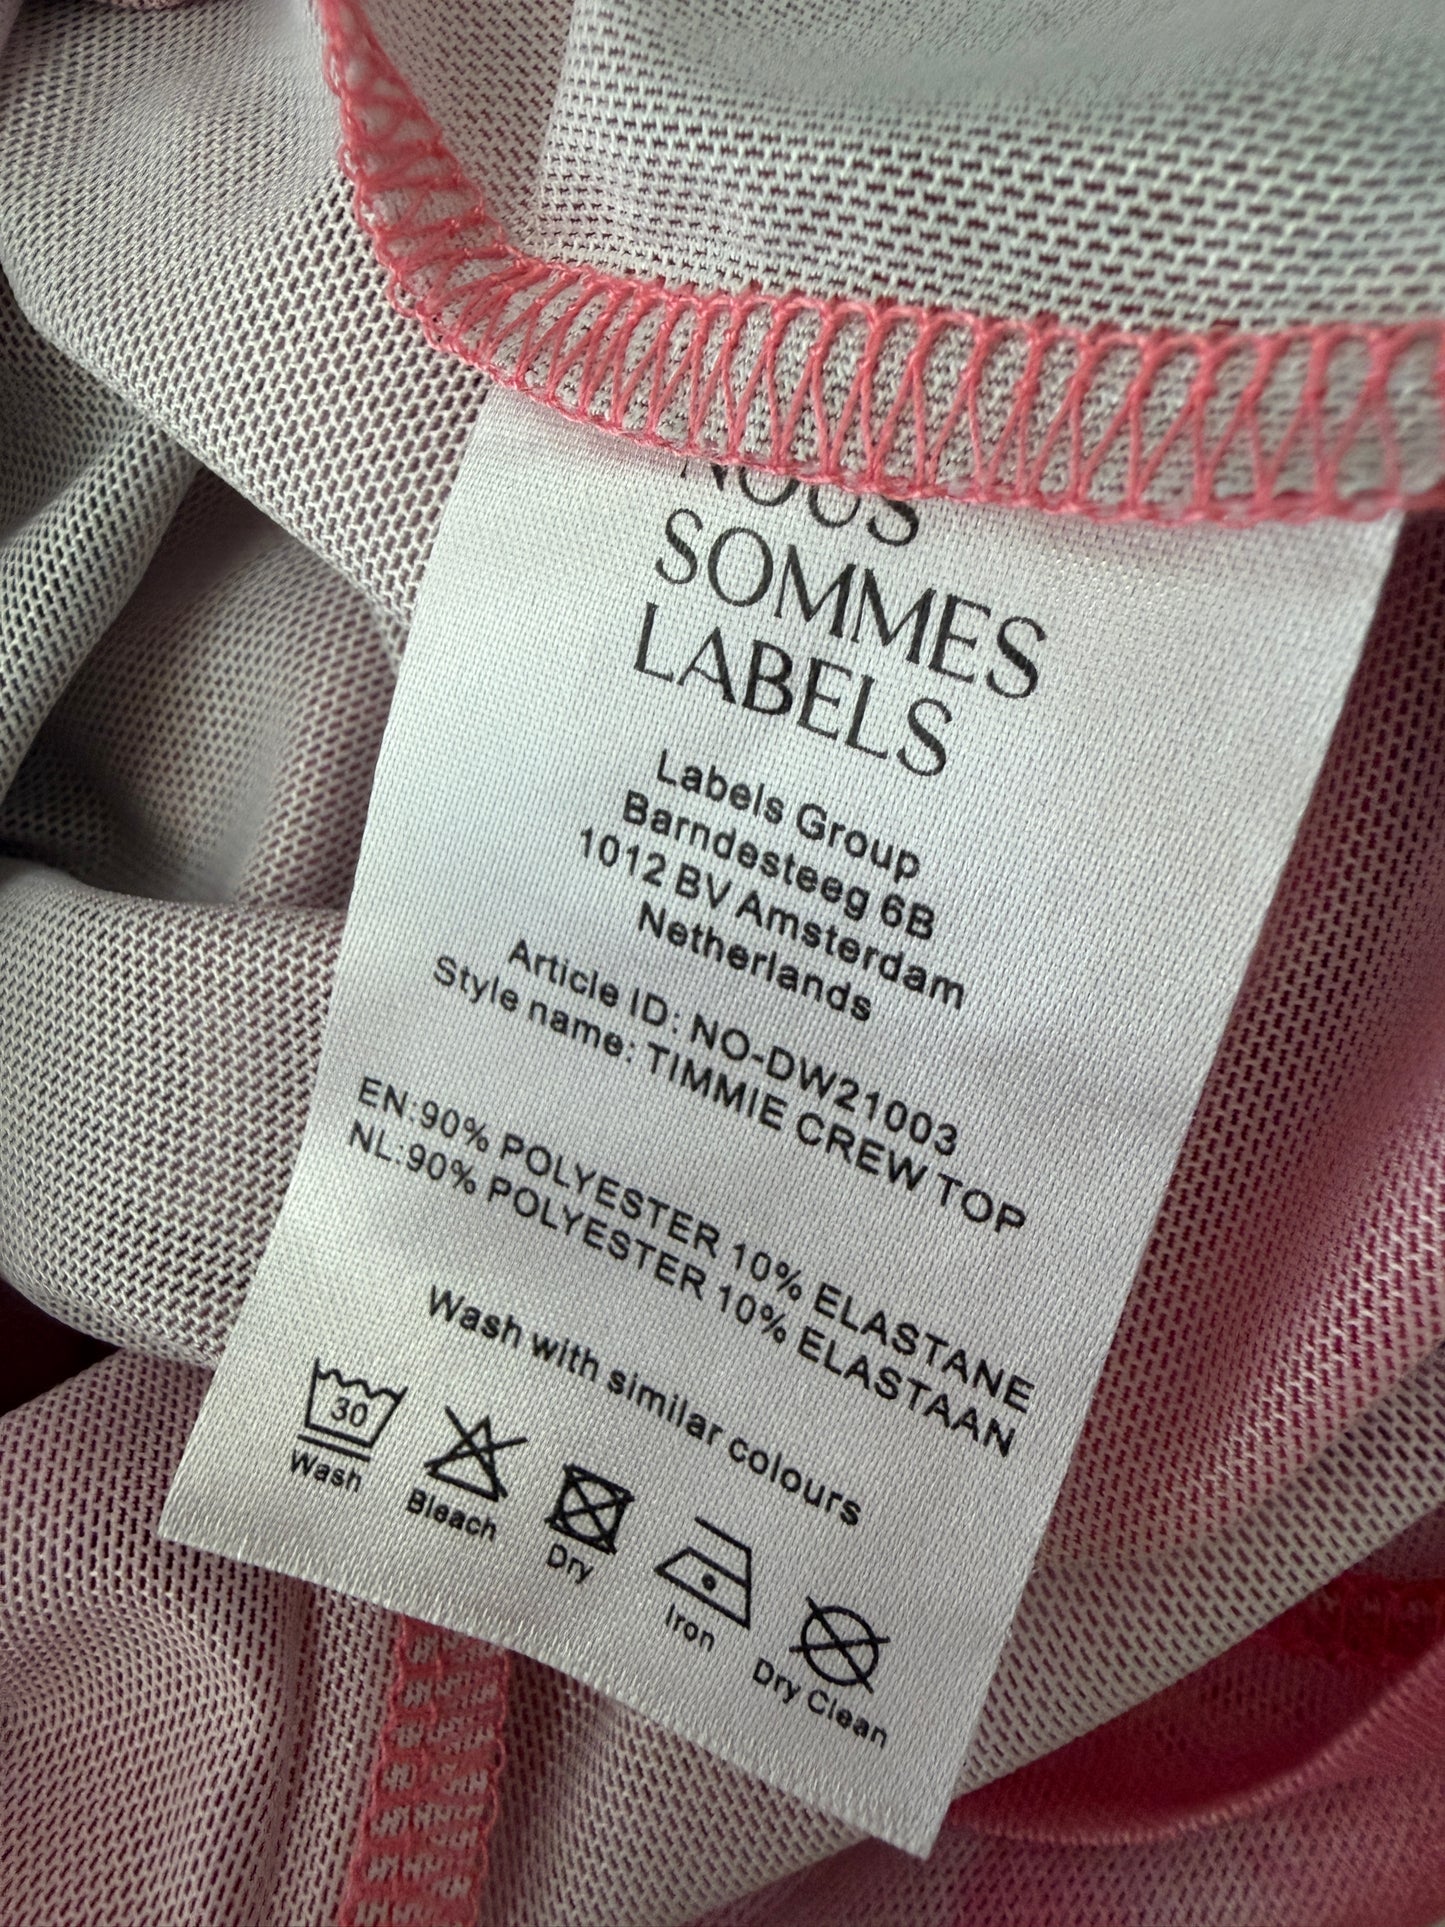 NOUS
SOMMES
LABELS
Labels Group
Barndesteeg 6B
1012 BV Amsterdam
Netherlands
Article ID: NO-DW21003
Style name: TIMMIE CREW TOP
EN:90% POLYESTER 10% ELASTANE
NL:90% POLYESTER 10% ELASTAAN
Wash with similar colours
30
Wash
Bleach
Dry
Iron
Dry Clean